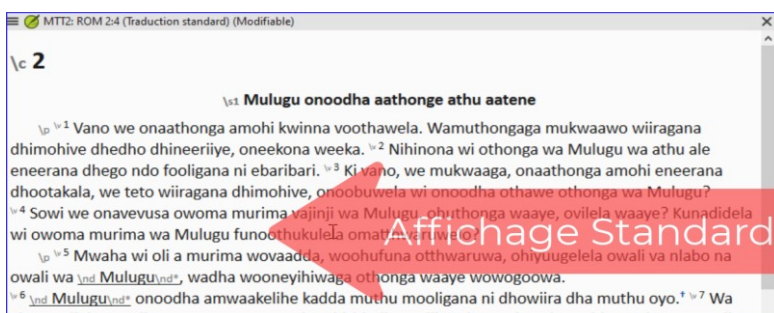 MTT2: ROM 2:4 (Traduction standard) (Modifiable)
\c 2
\s1 Mulugu onoodha aathonge athu aatene
\p \v 1 Vano we onaathonga amohi kwinna voothawela. Wamuthongaga mukwaawo wiiragana
dhimohive dhedho dhineeriiye, oneekona weeka. \v 2 Nihinona wi othonga wa Mulugu wa athu ale
eneerana dhego ndo fooligana ni ebaribari. \v 3 Ki vano, we mukwaaga, onaathonga amohi eneerana
dhootakala, we teto wiiragana dhimohive, onoobuwela wi onoodha othawe othonga wa Mulugu?
\v 4 Sowi we onavevusa owoma murima vajinji wa Mulugu, obuthonga waaye, ovilela waaye? Kunadidela
wi owoma murima wa Mulugu funoothukulela
Affichage Standard
\p \v 5 Mwaha wi oli a murima wovaadda, woohufuna otthwaruwa, ohiyuugelela owali va nlabo na
owali wa \nd Mulugu\nd*, wadha wooneyihiwaga othonga waaye wowogoowa.
\v 6 \nd Mulugu\nd* onoodha amwaakelihe kadda muthu mooligana ni dhowiira dha muthu oyo.† \v 7 Wa